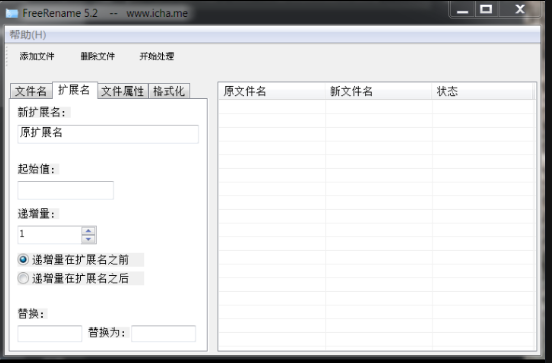 FreeRename 5.2 -- www.icha.me
帮助(H)
添加文件 删除文件 开始处理
文件名 扩展名 文件属性 格式化
原文件名 新文件名 状态
新扩展名:
原扩展名
起始值:
递增量:
1
递增量在扩展名之前
递增量在扩展名之后
替换:
替换为: